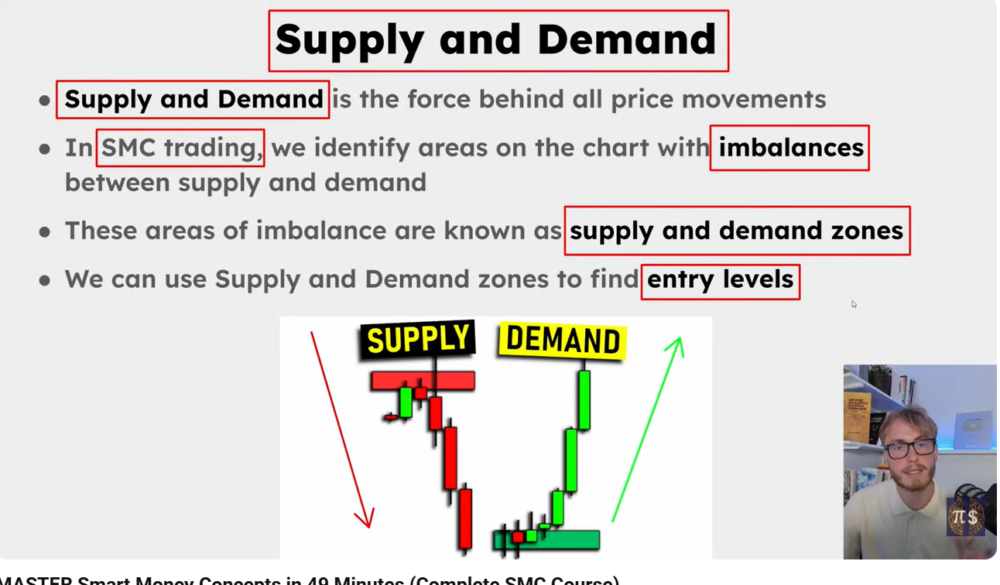 Supply and Demand
● Supply and Demand is the force behind all price movements
● In SMC trading, we identify areas on the chart with imbalances
between supply and demand
● These areas of imbalance are known as supply and demand zones
● We can use Supply and Demand zones to find entry levels
SUPPLY DEMAND
π $
MASTER Smart Money Concepts in 49 Minutes (Complete SMC Course)